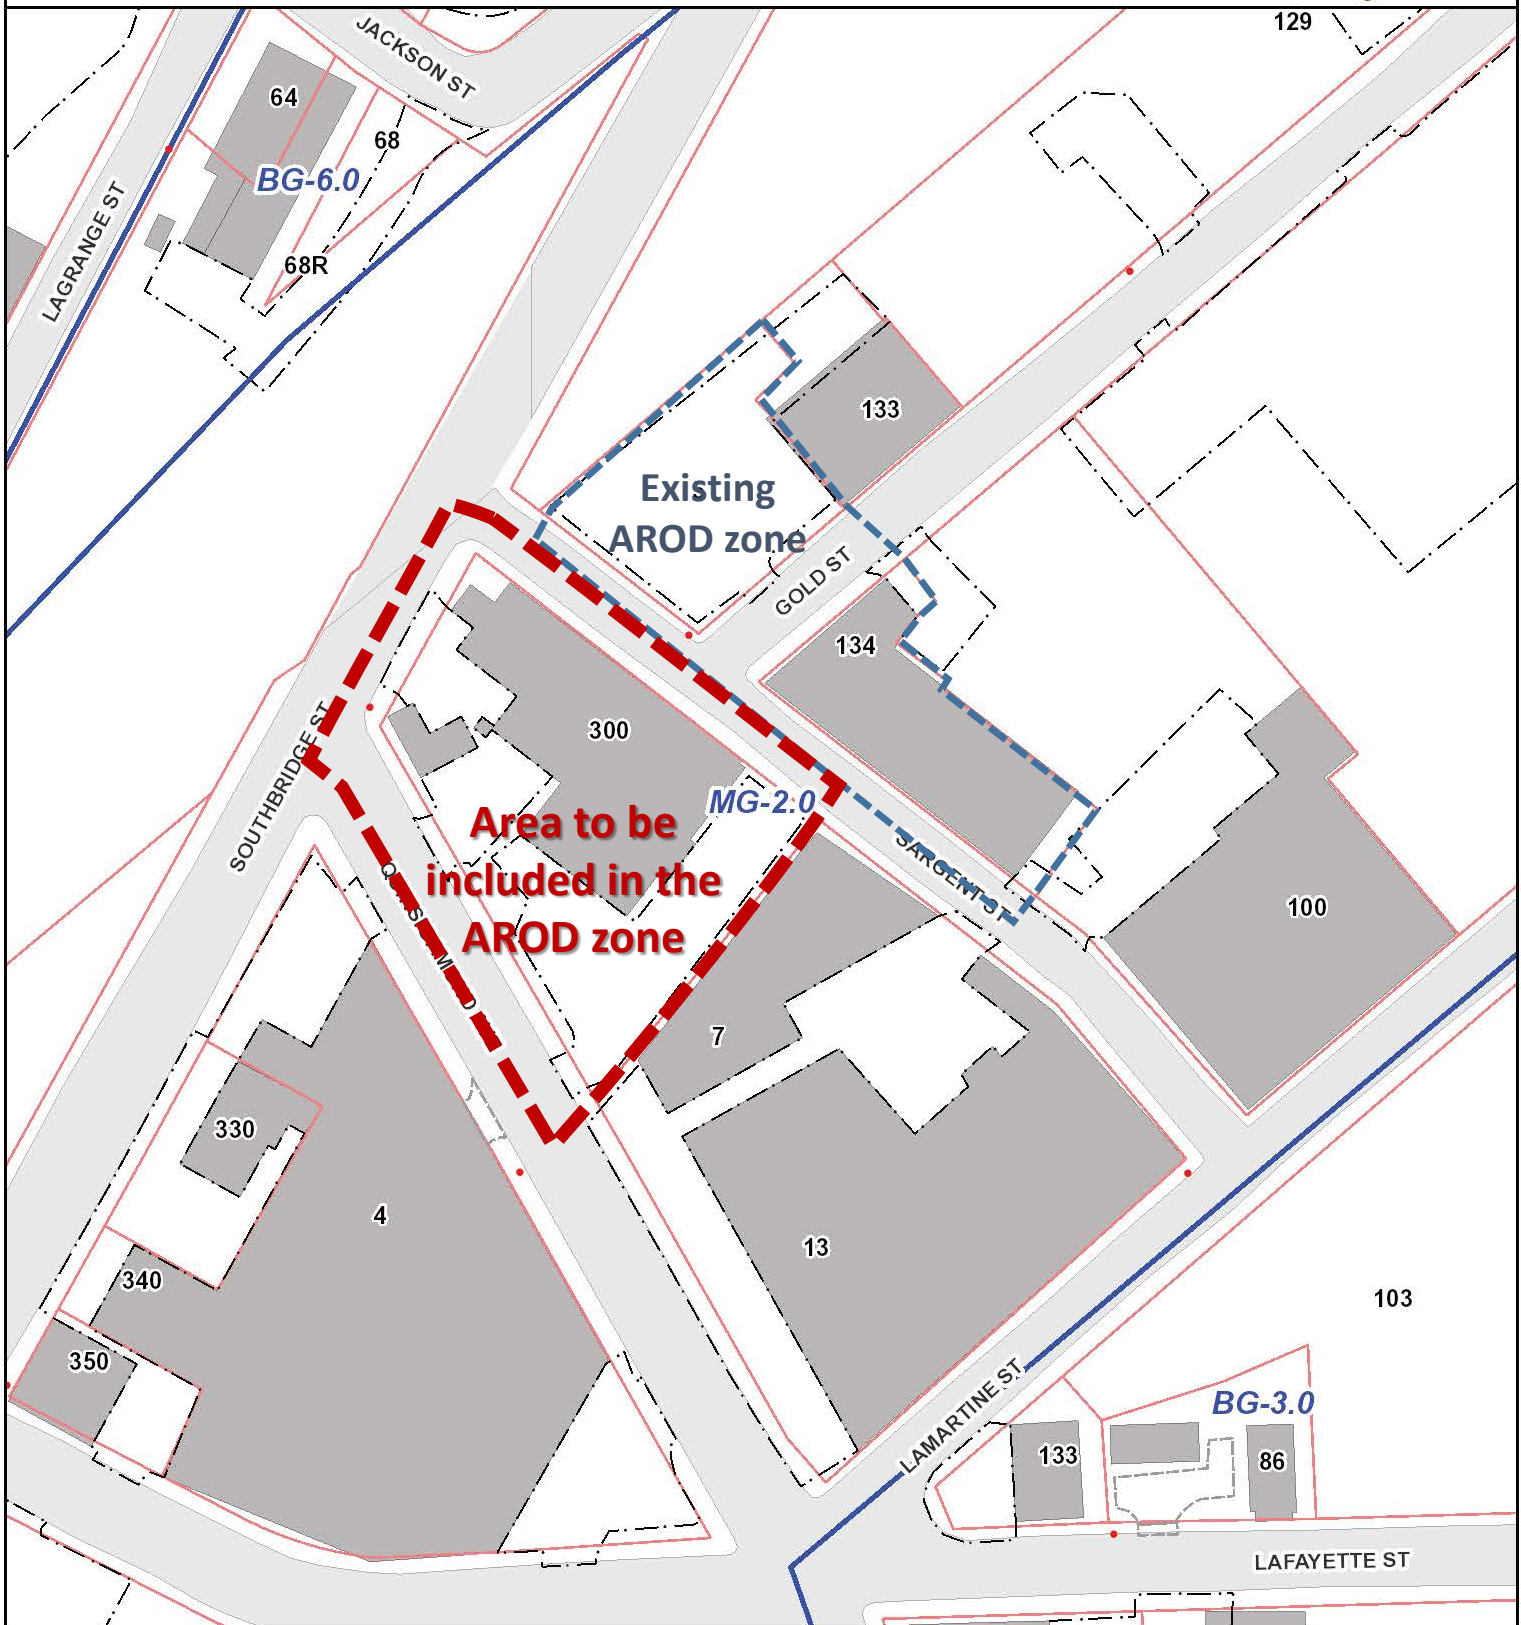 129
JACKSON ST
64
68
BG-6.0
LAGRANGE ST
68R
133
Existing
AROD zone
GOLD ST
134
300
SOUTHBRIDGE ST
MG-2.0
Area to be
included in the
AROD zone
SARGENT ST
100
7
330
4
13
340
103
350
LAMARTINE ST
BG-3.0
133
86
LAFAYETTE ST